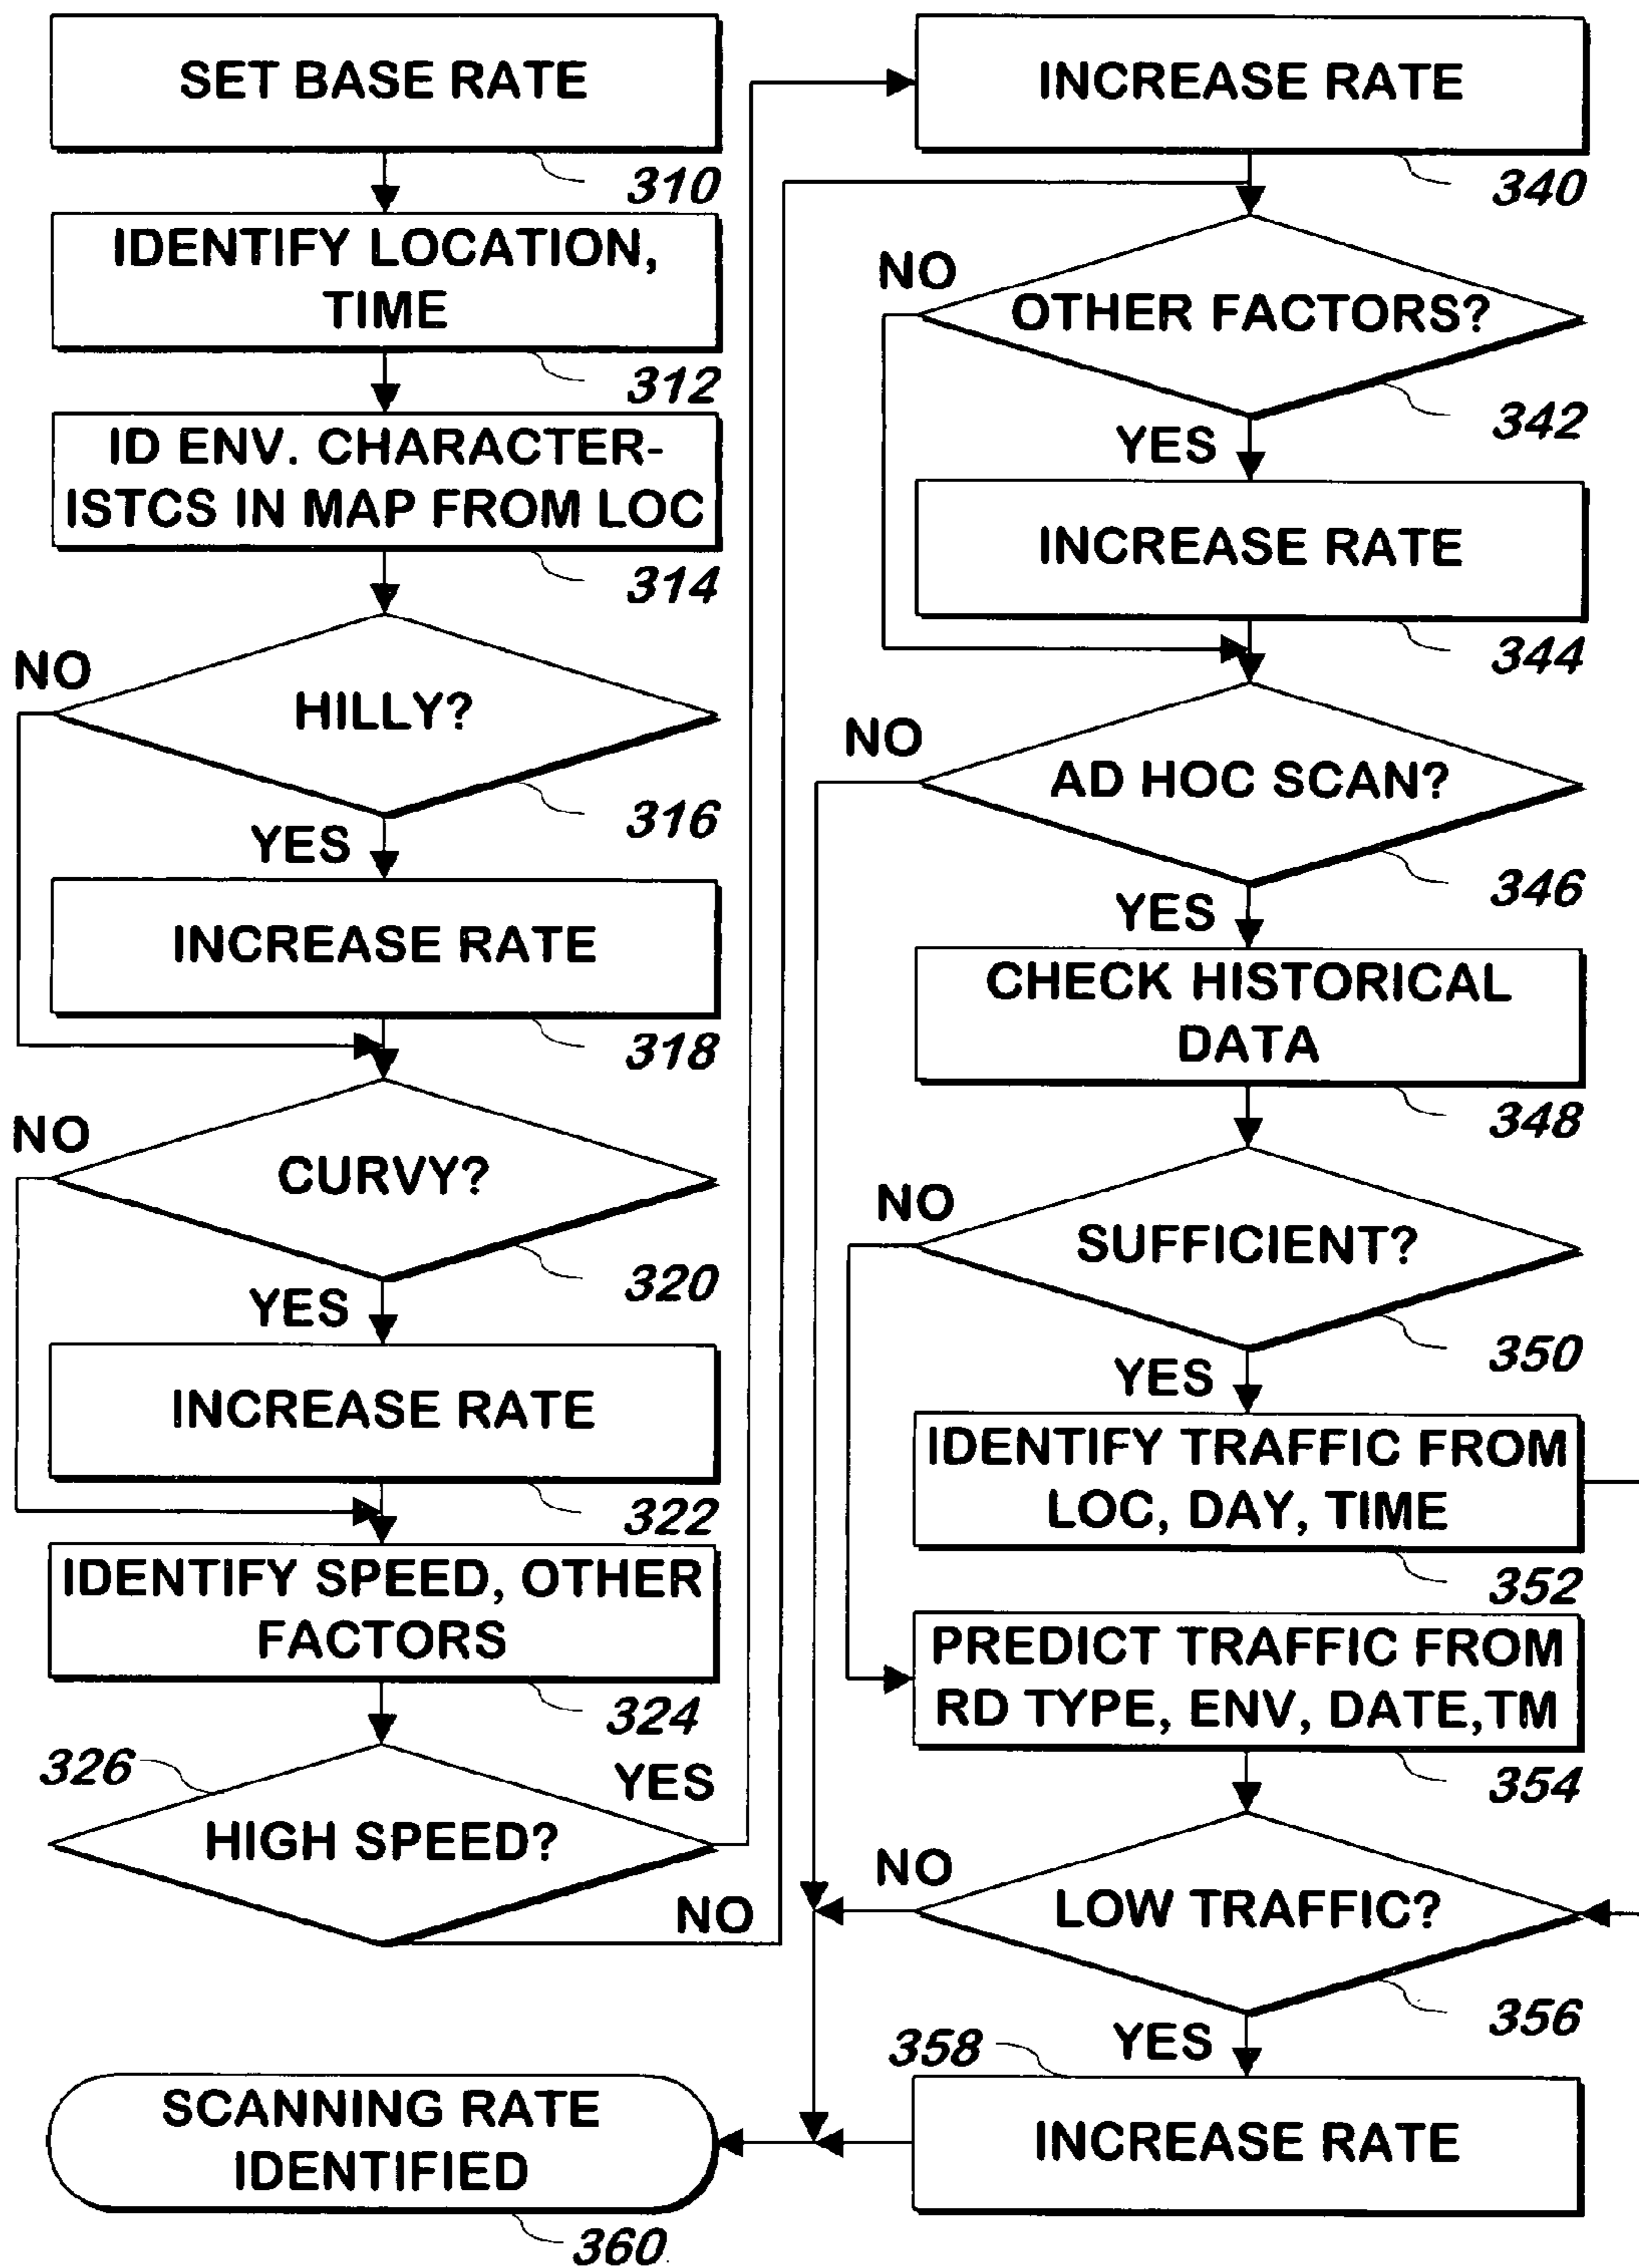 SET BASE RATE
310
IDENTIFY LOCATION,
TIME
312
ID ENV. CHARACTER-
ISTCS IN MAP FROM LOC
314
NO
HILLY?
316
YES
INCREASE RATE
318
NO
CURVY?
320
YES
INCREASE RATE
322
IDENTIFY SPEED, OTHER
FACTORS
324
326
YES
HIGH SPEED?
NO
INCREASE RATE
340
NO
OTHER FACTORS?
342
YES
INCREASE RATE
344
NO
AD HOC SCAN?
346
YES
CHECK HISTORICAL
DATA
348
NO
SUFFICIENT?
350
YES
IDENTIFY TRAFFIC FROM
LOC, DAY, TIME
352
PREDICT TRAFFIC FROM
RD TYPE, ENV, DATE,TM
354
NO
LOW TRAFFIC?
356
YES
358
INCREASE RATE
SCANNING RATE
IDENTIFIED
360